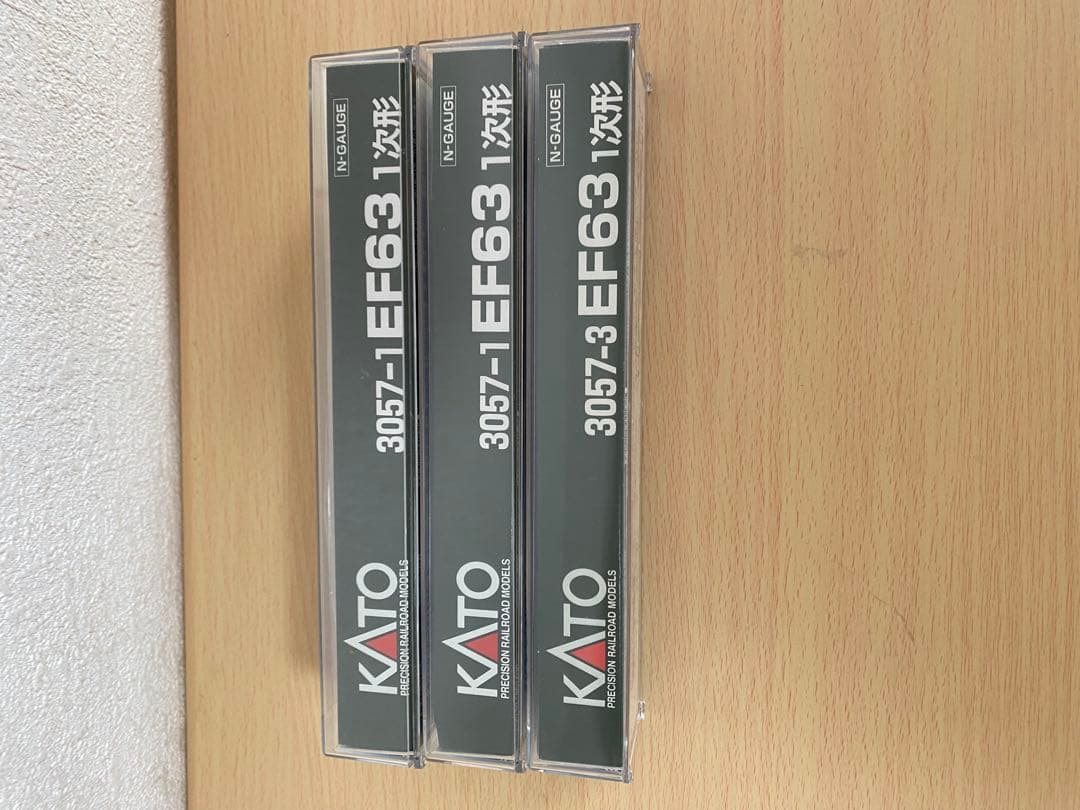 KATO
PRECISION RAILROAD MODELS
3057-1 EF63 1次形
N-GAUGE
KATO
PRECISION RAILROAD MODELS
3057-1 EF63 1次形
N-GAUGE
KATO
PRECISION RAILROAD MODELS
3057-3 EF63 1次形
N-GAUGE